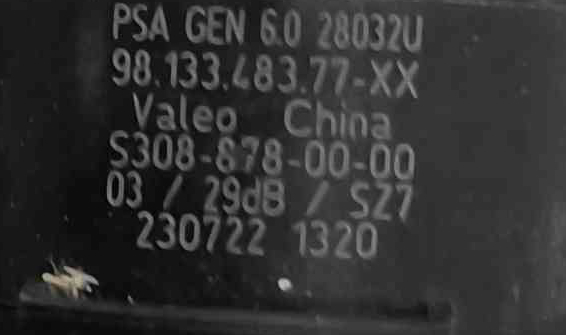 PSA GEN 6.0 28032U
98.133.483.77-XX
Valeo China
S308-878-00-00
03 / 29dB / SZ7
230722 1320